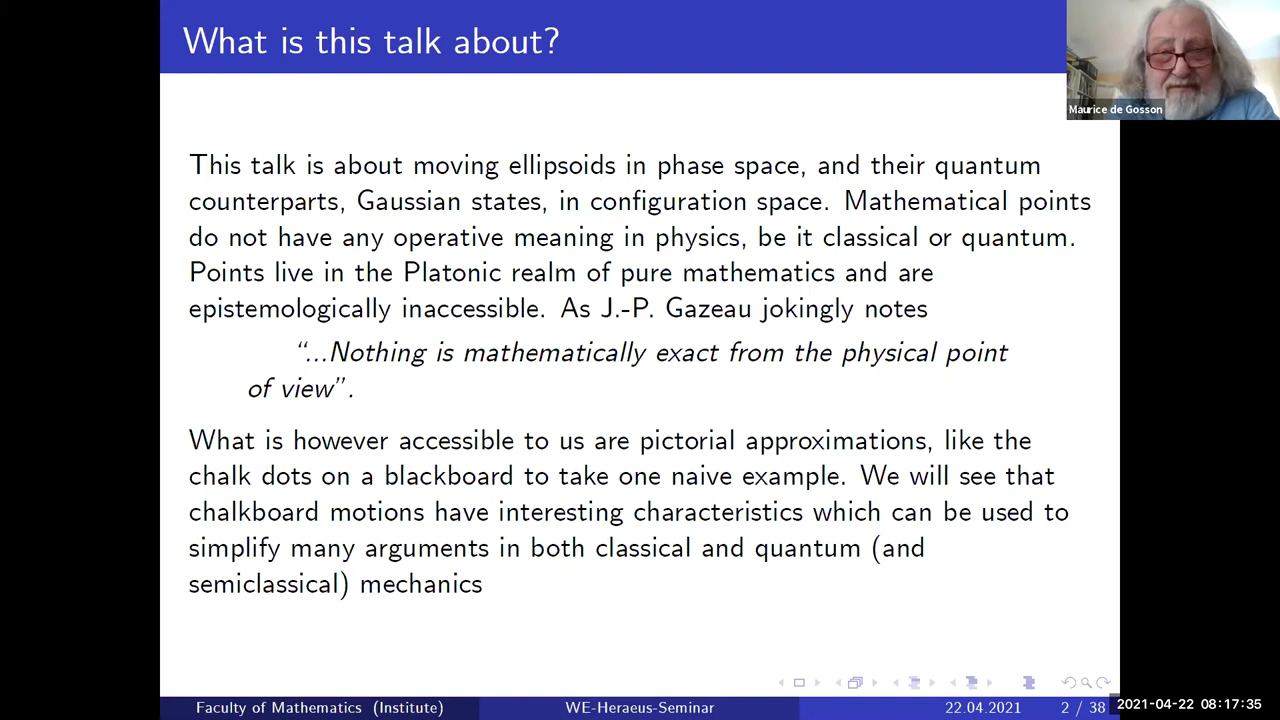 What is this talk about?
Maurice de Gosson
This talk is about moving ellipsoids in phase space, and their quantum
counterparts, Gaussian states, in configuration space. Mathematical points
do not have any operative meaning in physics, be it classical or quantum.
Points live in the Platonic realm of pure mathematics and are
epistemologically inaccessible. As J.-P. Gazeau jokingly notes
“...Nothing is mathematically exact from the physical point
of view”.
What is however accessible to us are pictorial approximations, like the
chalk dots on a blackboard to take one naive example. We will see that
chalkboard motions have interesting characteristics which can be used to
simplify many arguments in both classical and quantum (and
semiclassical) mechanics
Faculty of Mathematics (Institute) WE-Heraeus-Seminar 22.04.2021 2 / 38
2021-04-22 08:17:35